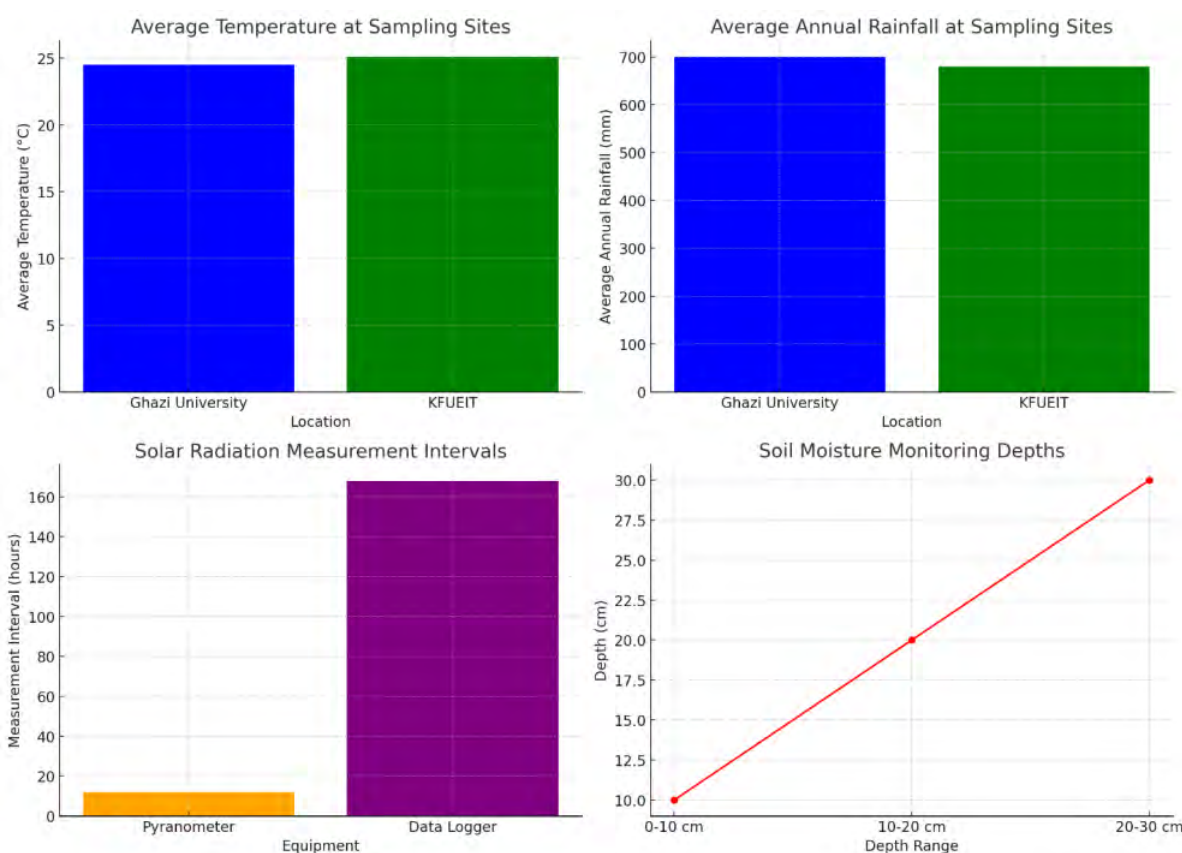 Average Temperature at Sampling Sites
Average Temperature (°C)
25
20
15
10
5
0
Ghazi University
KFUEIT
Location
Average Annual Rainfall at Sampling Sites
Average Annual Rainfall (mm)
700
600
500
400
300
200
100
0
Ghazi University
KFUEIT
Location
Solar Radiation Measurement Intervals
Measurement Interval (hours)
160
140
120
100
80
60
40
20
0
Pyranometer
Data Logger
Equipment
Soil Moisture Monitoring Depths
Depth (cm)
30.0
27.5
25.0
22.5
20.0
17.5
15.0
12.5
10.0
0-10 cm
10-20 cm
20-30 cm
Depth Range